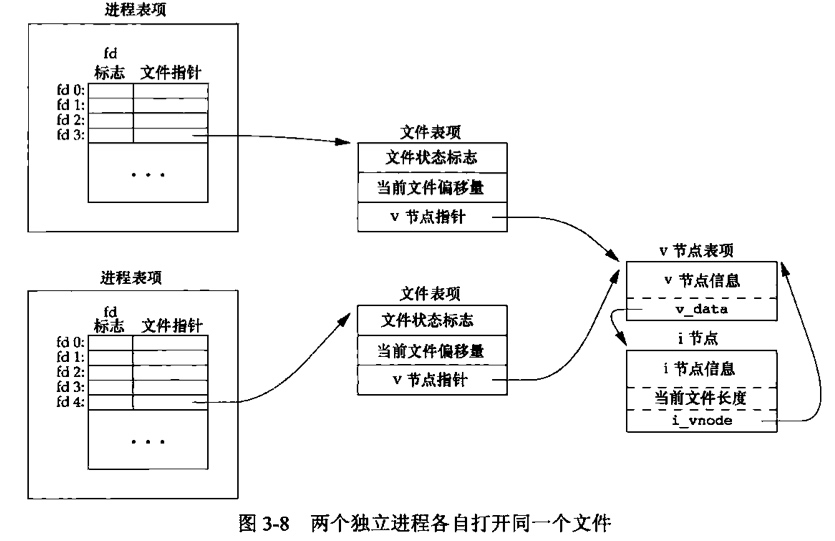 进程表项
fd
标志 文件指针
fd 0:
fd 1:
fd 2:
fd 3:
...
文件表项
文件状态标志
当前文件偏移量
v 节点指针
v 节点表项
v 节点信息
v_data
i 节点
i 节点信息
当前文件长度
i_vnode
进程表项
fd
标志 文件指针
fd 0:
fd 1:
fd 2:
fd 3:
fd 4:
...
文件表项
文件状态标志
当前文件偏移量
v 节点指针
图 3-8 两个独立进程各自打开同一个文件